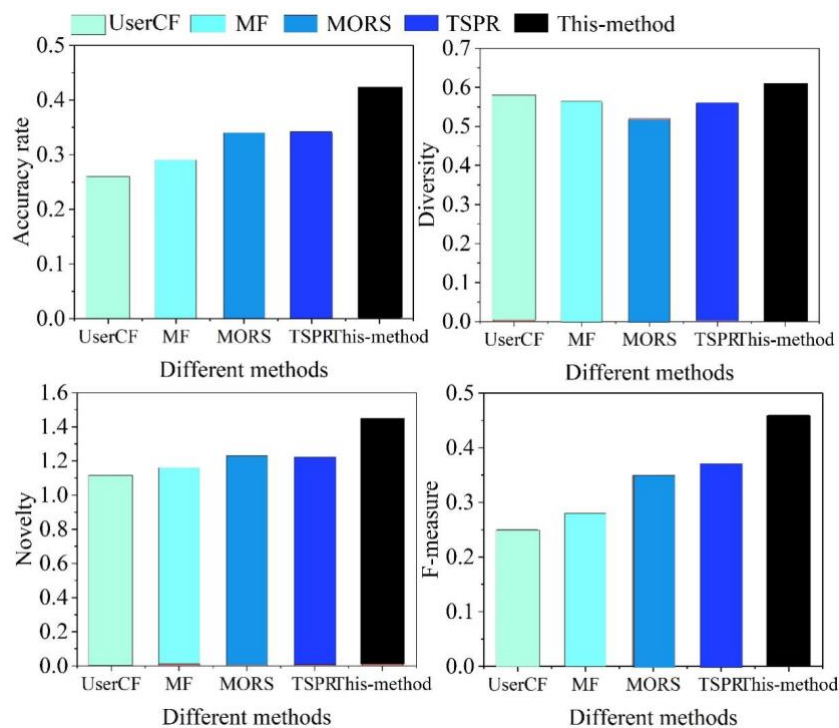 UserCF MF MORS TSPR This-method
Accuracy rate
0.5
0.4
0.3
0.2
0.1
0.0
UserCF MF MORS TSPR This-method
Different methods
Diversity
0.7
0.6
0.5
0.4
0.3
0.2
0.1
0.0
UserCF MF MORS TSPR This-method
Different methods
Novelty
1.6
1.4
1.2
1.0
0.8
0.6
0.4
0.2
0.0
UserCF MF MORS TSPR This-method
Different methods
F-measure
0.5
0.4
0.3
0.2
0.1
0.0
UserCF MF MORS TSPR This-method
Different methods